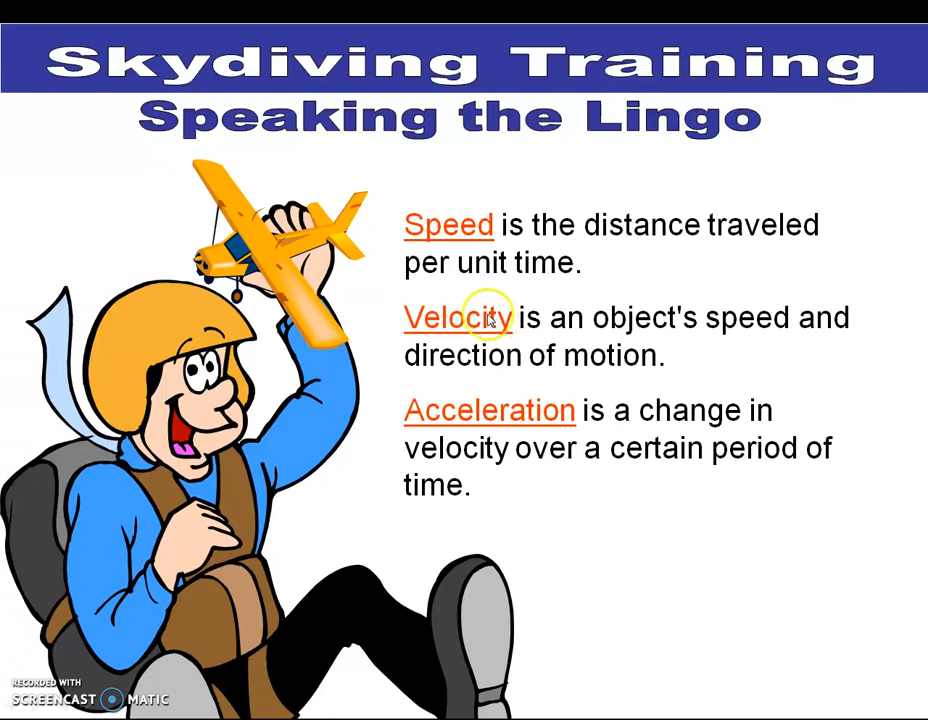 Skydiving Training
Speaking the Lingo
Speed is the distance traveled
per unit time.
Velocity is an object's speed and
direction of motion.
Acceleration is a change in
velocity over a certain period of
time.
RECORDED WITH
SCREENCAST MATIC